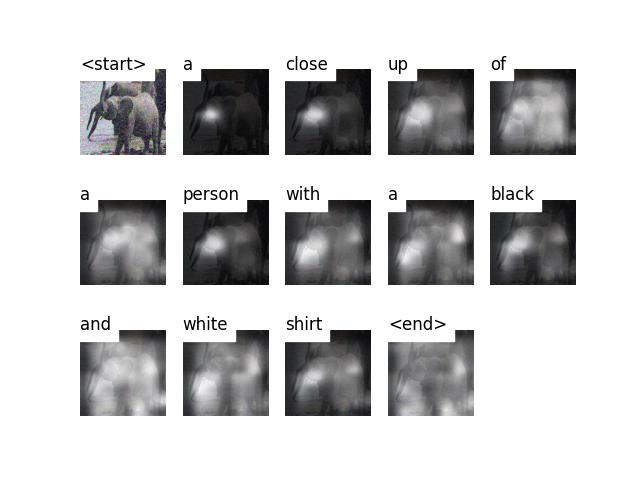 <start> a close up of
a person with a black
and white shirt <end>